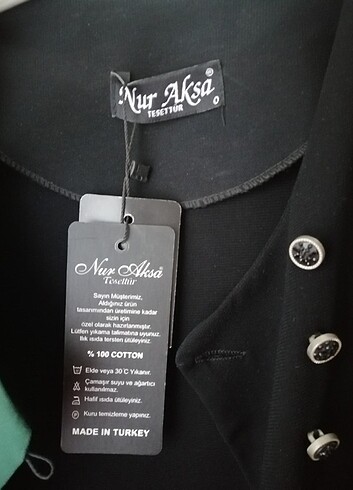 Nur Aksa®
TESETTÜR
Nur Aksa
Tesettür
Sayın Müşterimiz,
Aldığınız ürün
tasarımından üretimine kadar
sizin için
özel olarak hazırlanmıştır.
Lütfen yıkama talimatına uyunuz.
Ilık ısıda tersten ütüleyiniz.
% 100 COTTON
Elde veya 30°C Yıkanır.
Çamaşır suyu ve ağartıcı
kullanılmaz.
Hafif ısıda ütüleyiniz.
Kuru temizleme yapınız.
MADE IN TURKEY